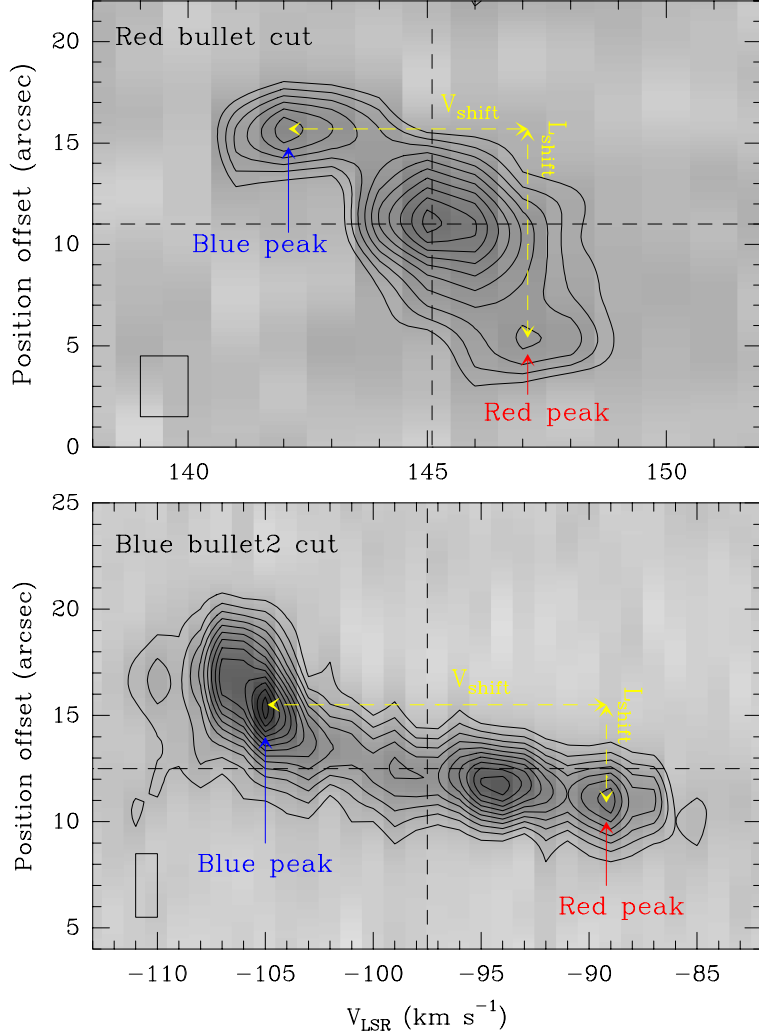 Red bullet cut
20
15
10
5
0
Position offset (arcsec)
V_shift
L_shift
Blue peak
Red peak
140
145
150
Blue bullet2 cut
25
20
15
10
5
Position offset (arcsec)
V_shift
L_shift
Blue peak
Red peak
−110
−105
−100
−95
−90
−85
V_LSR (km s⁻¹)